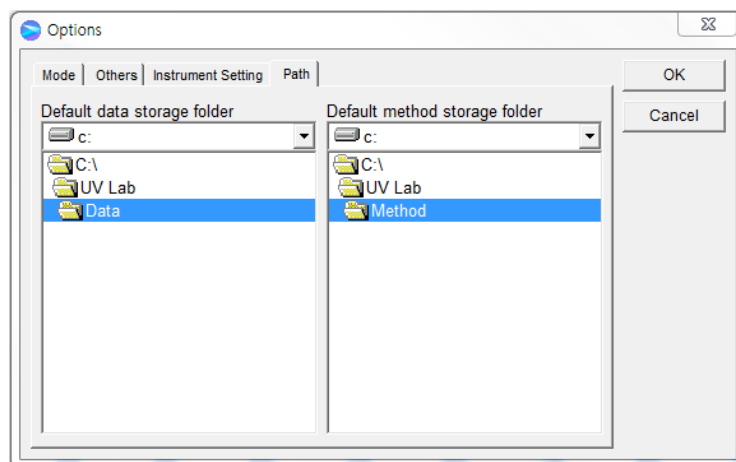 Options
Mode Others Instrument Setting Path
OK
Cancel
Default data storage folder
c:
C:\
UV Lab
Data
Default method storage folder
c:
C:\
UV Lab
Method